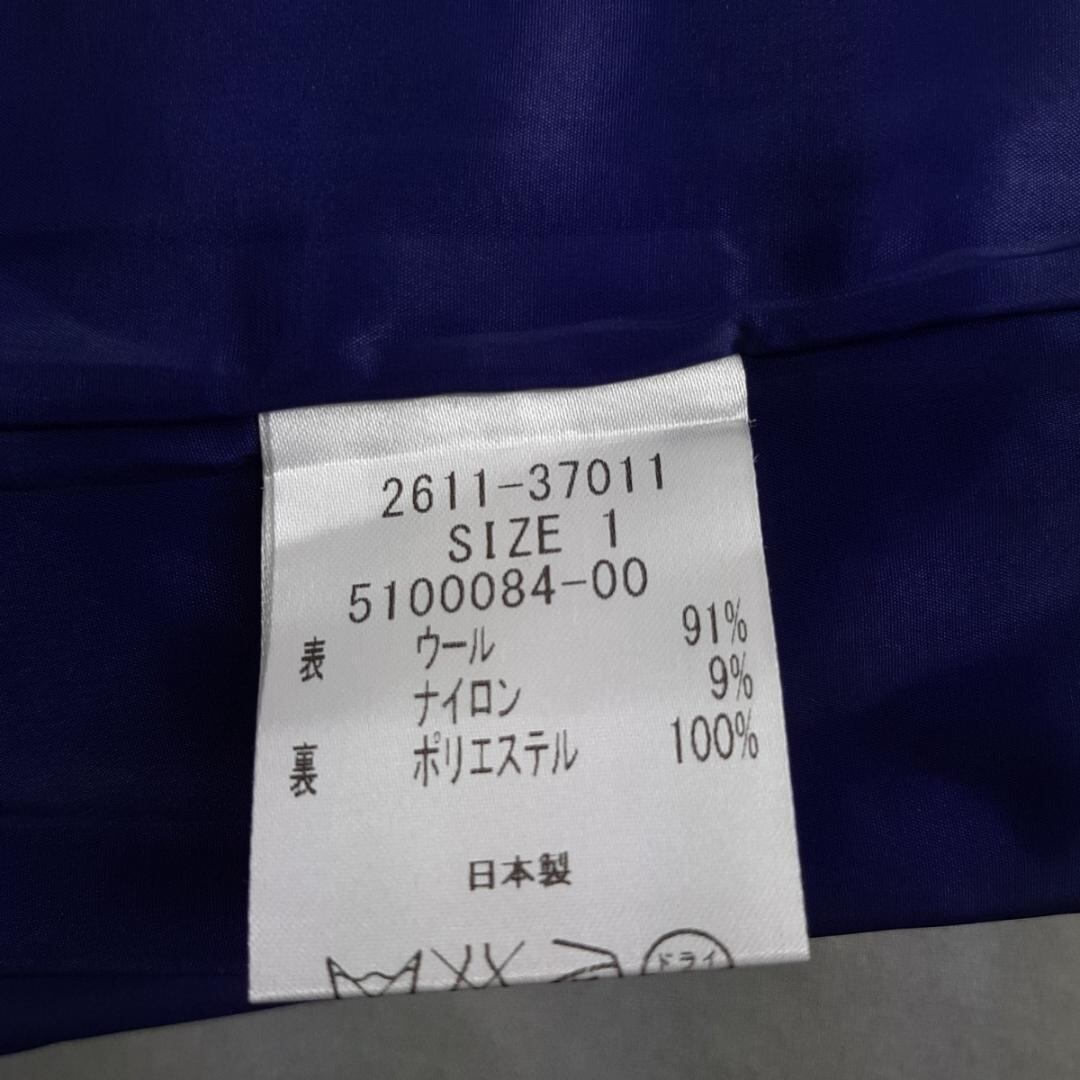 2611-37011
SIZE 1
5100084-00
表 ウール 91%
ナイロン 9%
裏 ポリエステル 100%
日本製
ドライ